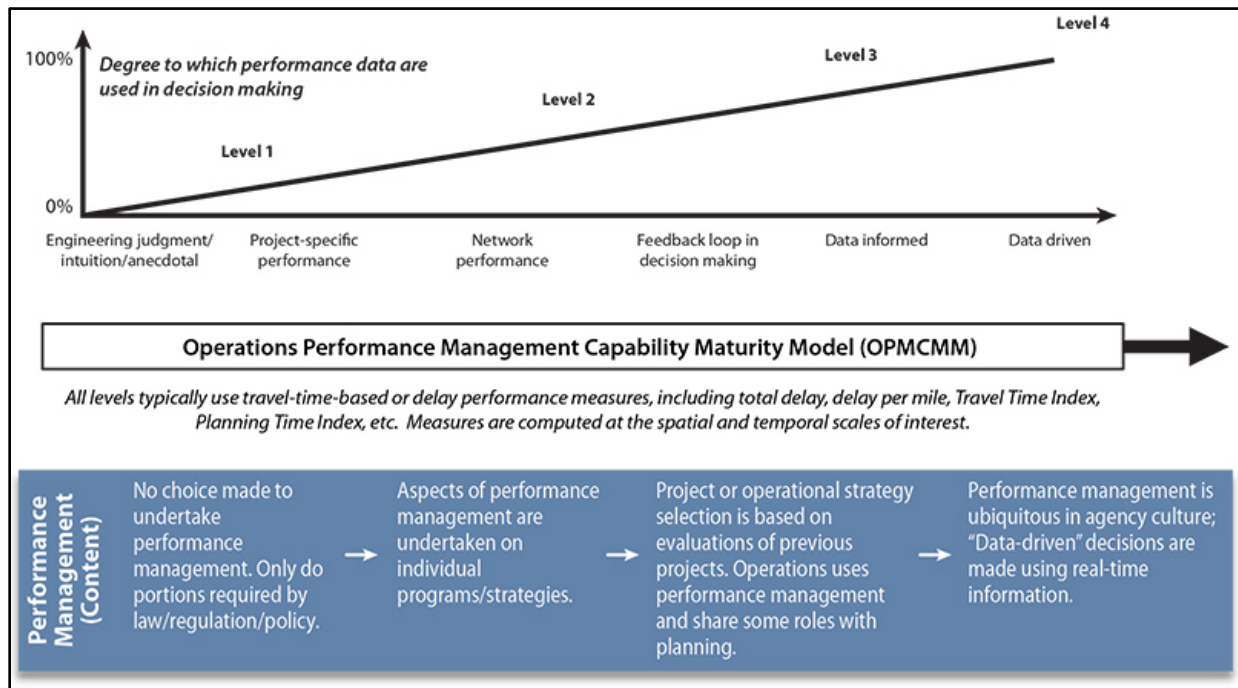 Level 4
100%
Degree to which performance data are
used in decision making
Level 3
Level 2
Level 1
0%
Engineering judgment/
intuition/anecdotal
Project-specific
performance
Network
performance
Feedback loop in
decision making
Data informed
Data driven
Operations Performance Management Capability Maturity Model (OPMCMM)
All levels typically use travel-time-based or delay performance measures, including total delay, delay per mile, Travel Time Index,
Planning Time Index, etc. Measures are computed at the spatial and temporal scales of interest.
Performance
Management
(Content)
No choice made to
undertake
performance
management. Only do
portions required by
law/regulation/policy.
Aspects of performance
management are
undertaken on
individual
programs/strategies.
Project or operational strategy
selection is based on
evaluations of previous
projects. Operations uses
performance management
and share some roles with
planning.
Performance management is
ubiquitous in agency culture;
“Data-driven” decisions are
made using real-time
information.